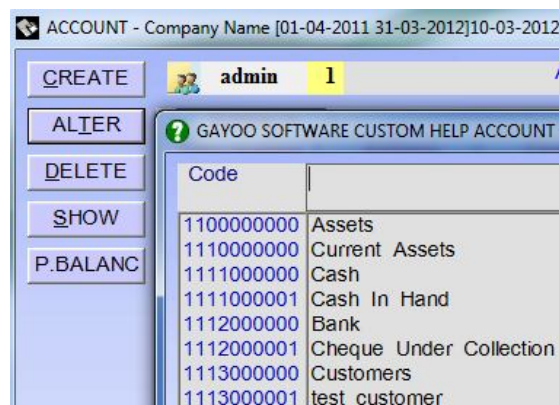 ACCOUNT - Company Name [01-04-2011 31-03-2012]10-03-2012
CREATE
admin 1
ALTER
GAYOO SOFTWARE CUSTOM HELP ACCOUNT
DELETE
Code
SHOW
P.BALANC
1100000000 Assets
1110000000 Current Assets
1111000000 Cash
1111000001 Cash In Hand
1112000000 Bank
1112000001 Cheque Under Collection
1113000000 Customers
1113000001 test customer